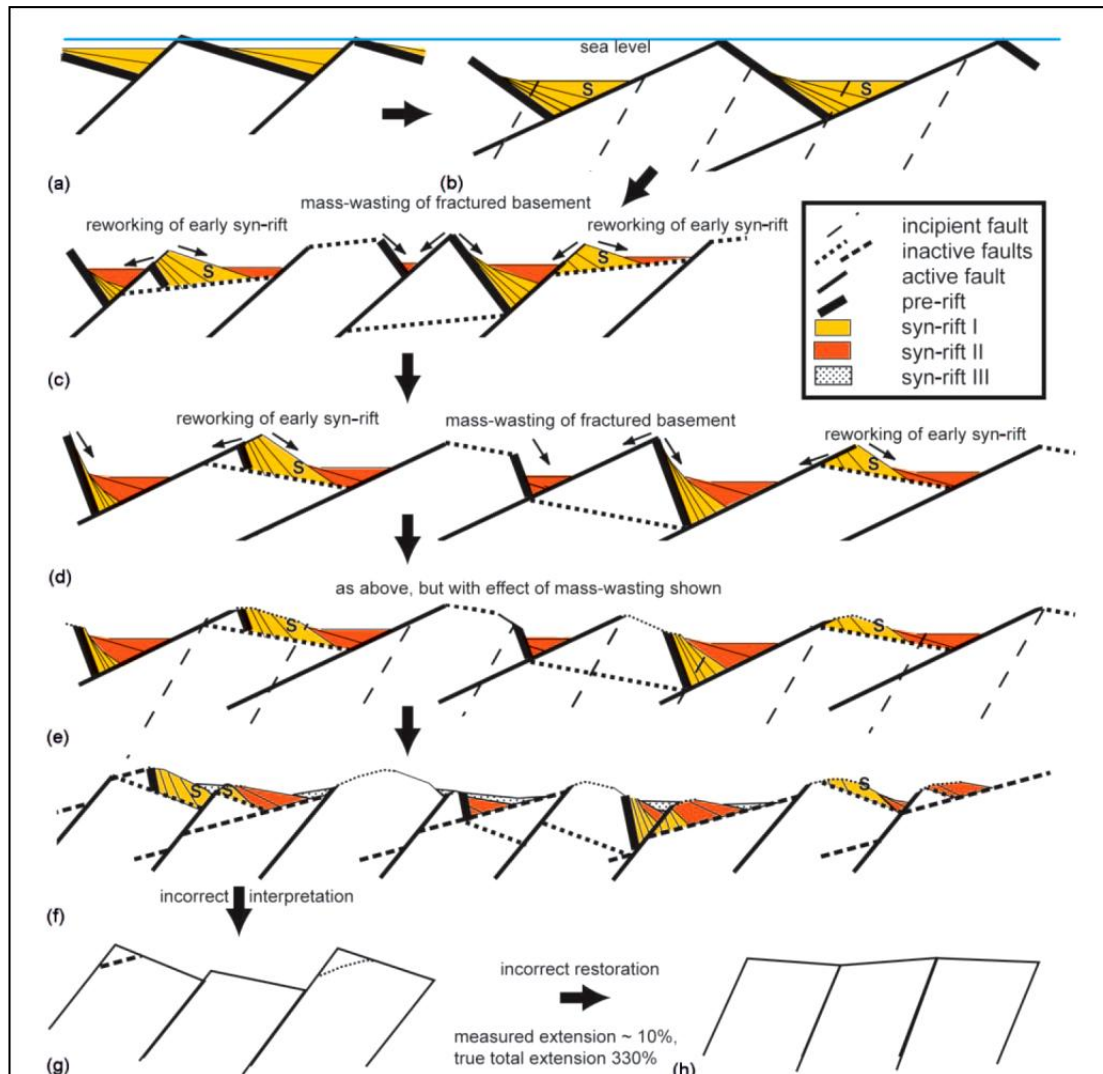 sea level
S
S
(a)
(b)
mass-wasting of fractured basement
reworking of early syn-rift
reworking of early syn-rift
S
S
incipient fault
inactive faults
active fault
pre-rift
syn-rift I
syn-rift II
syn-rift III
(c)
reworking of early syn-rift
mass-wasting of fractured basement
reworking of early syn-rift
S
S
(d)
as above, but with effect of mass-wasting shown
S
S
(e)
S
S
S
incorrect interpretation
(f)
incorrect restoration
measured extension ~ 10%,
true total extension 330%
(g)
(h)